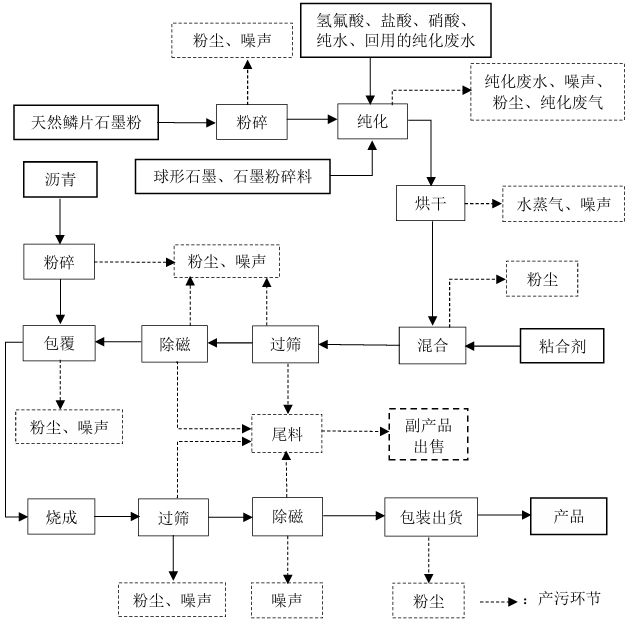 氢氟酸、盐酸、硝酸、
纯水、回用的纯化废水
粉尘、噪声
纯化废水、噪声、
粉尘、纯化废气
天然鳞片石墨粉
粉碎
纯化
沥青
球形石墨、石墨粉碎料
烘干
水蒸气、噪声
粉碎
粉尘、噪声
粉尘
包覆
除磁
过筛
混合
粘合剂
粉尘、噪声
尾料
副产品
出售
烧成
过筛
除磁
包装出货
产品
粉尘、噪声
噪声
粉尘
：产污环节